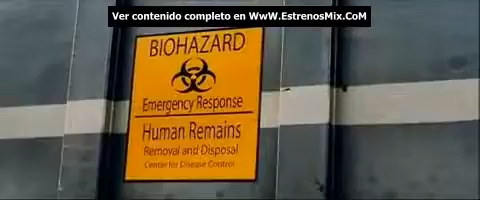 Ver contenido completo en WwW.EstrenosMix.CoM
BIOHAZARD
Emergency Response
Human Remains
Removal and Disposal
Center for Disease Control